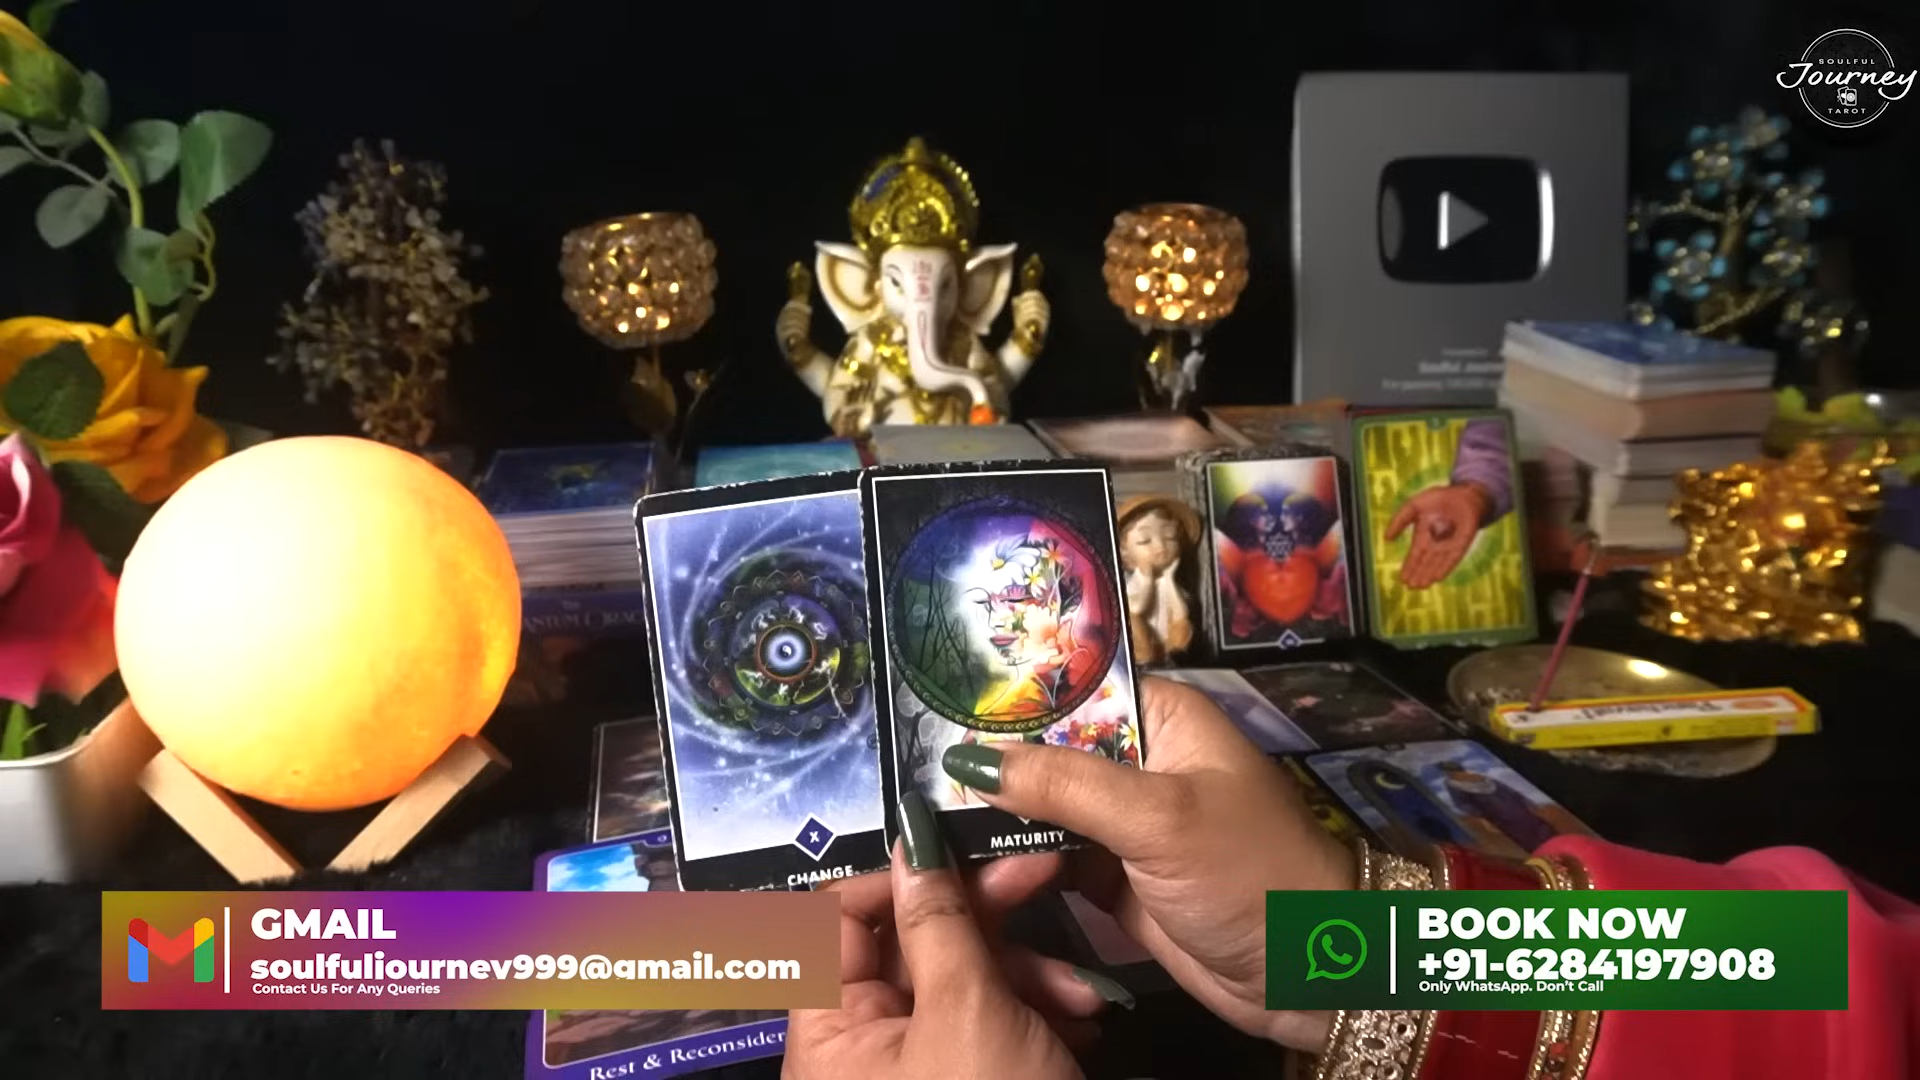 SOULFUL
Journey
TAROT
X
CHANGE
MATURITY
GMAIL
soulfuljourney999@gmail.com
Contact Us For Any Queries
BOOK NOW
+91-6284197908
Only WhatsApp. Don't Call
Rest & Reconsider